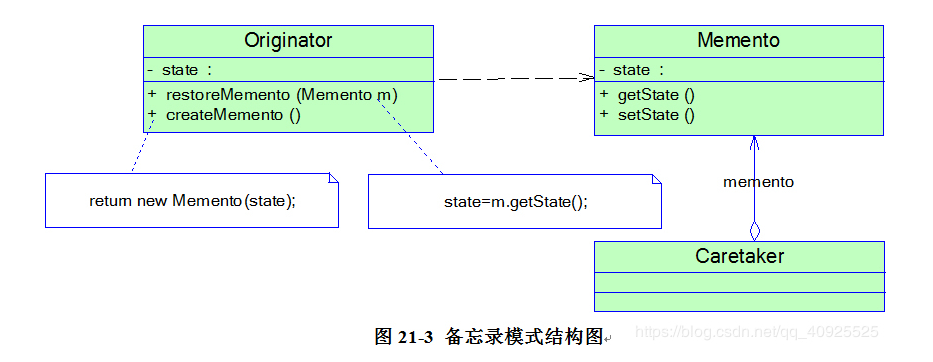 Originator
- state :
+ restoreMemento (Memento m)
+ createMemento ()
Memento
- state :
+ getState ()
+ setState ()
return new Memento(state);
state=m.getState();
memento
Caretaker
图 21-3 备忘录模式结构图
https://blog.csdn.net/qq_40925525